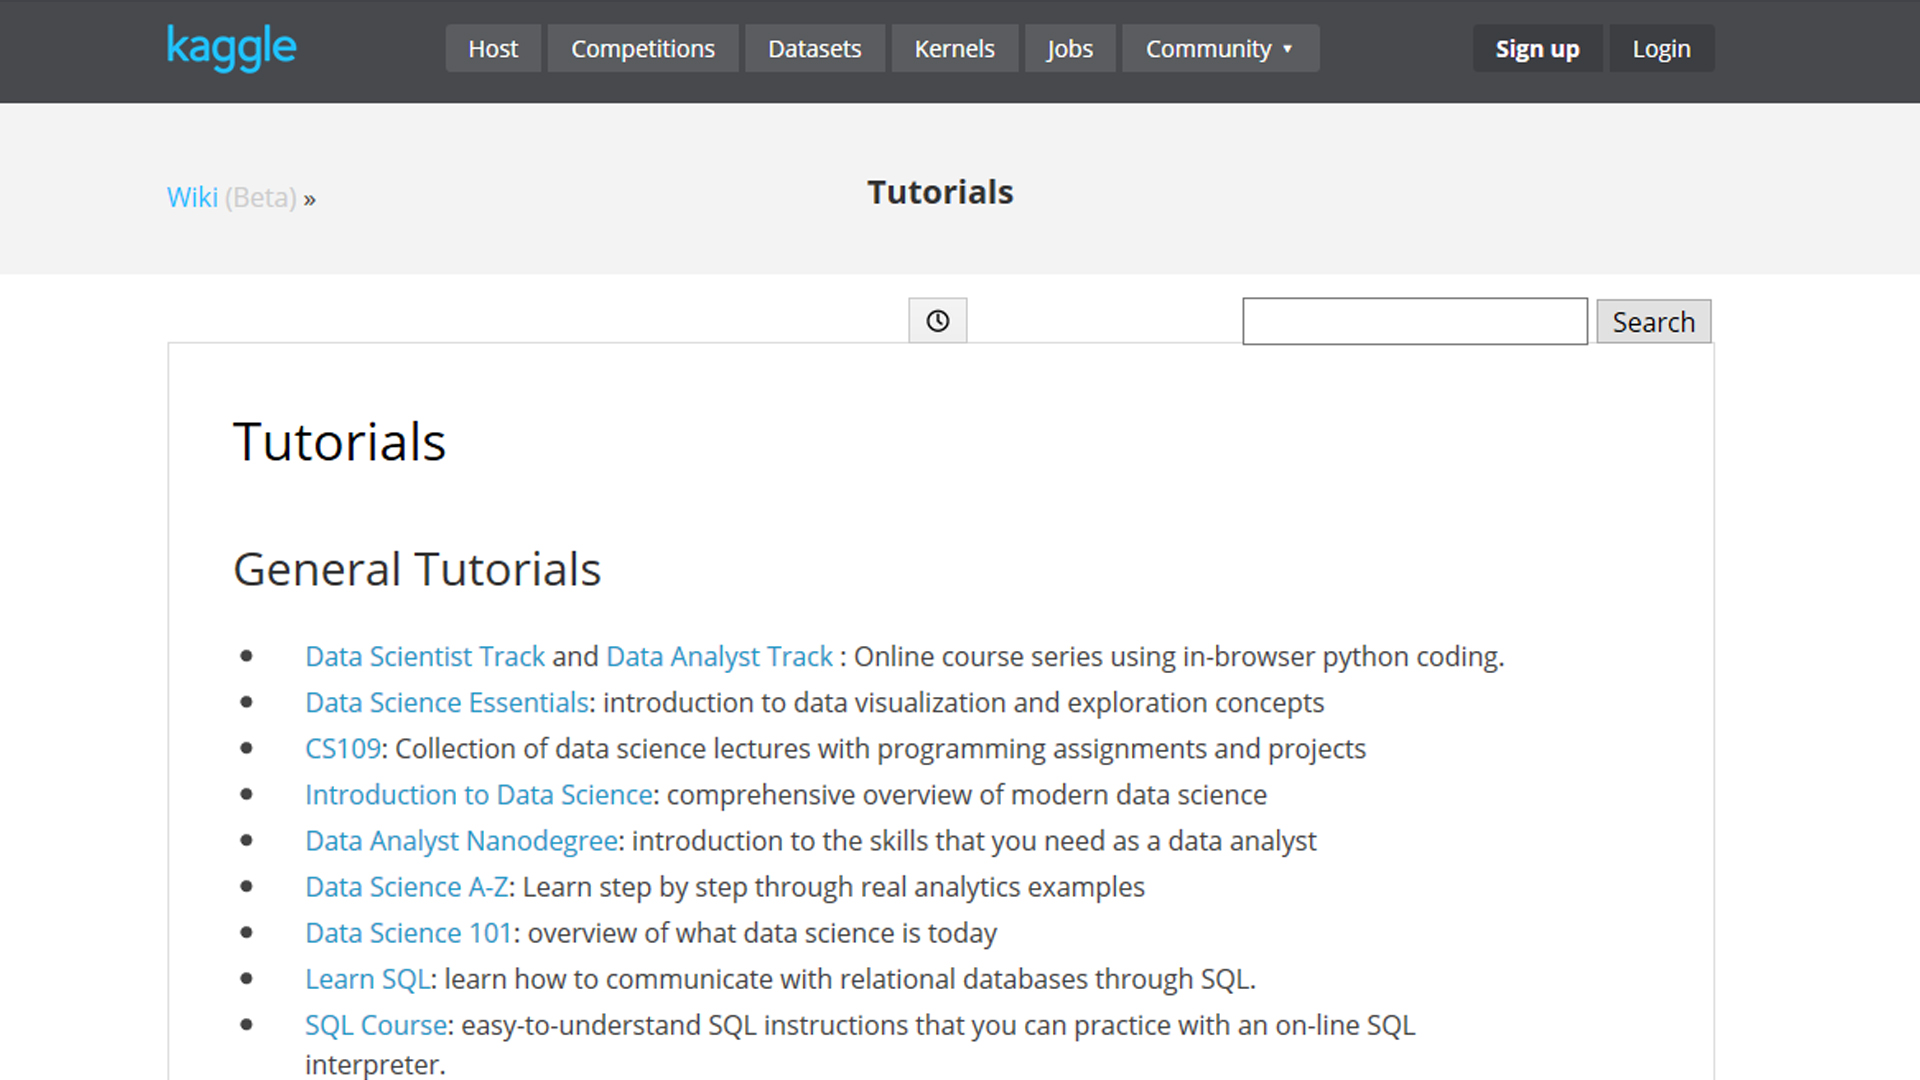 kaggle
Host Competitions Datasets Kernels Jobs Community ▼ Sign up Login
Wiki (Beta) » Tutorials
Search
Tutorials
General Tutorials
• Data Scientist Track and Data Analyst Track : Online course series using in-browser python coding.
• Data Science Essentials: introduction to data visualization and exploration concepts
• CS109: Collection of data science lectures with programming assignments and projects
• Introduction to Data Science: comprehensive overview of modern data science
• Data Analyst Nanodegree: introduction to the skills that you need as a data analyst
• Data Science A-Z: Learn step by step through real analytics examples
• Data Science 101: overview of what data science is today
• Learn SQL: learn how to communicate with relational databases through SQL.
• SQL Course: easy-to-understand SQL instructions that you can practice with an on-line SQL
interpreter.